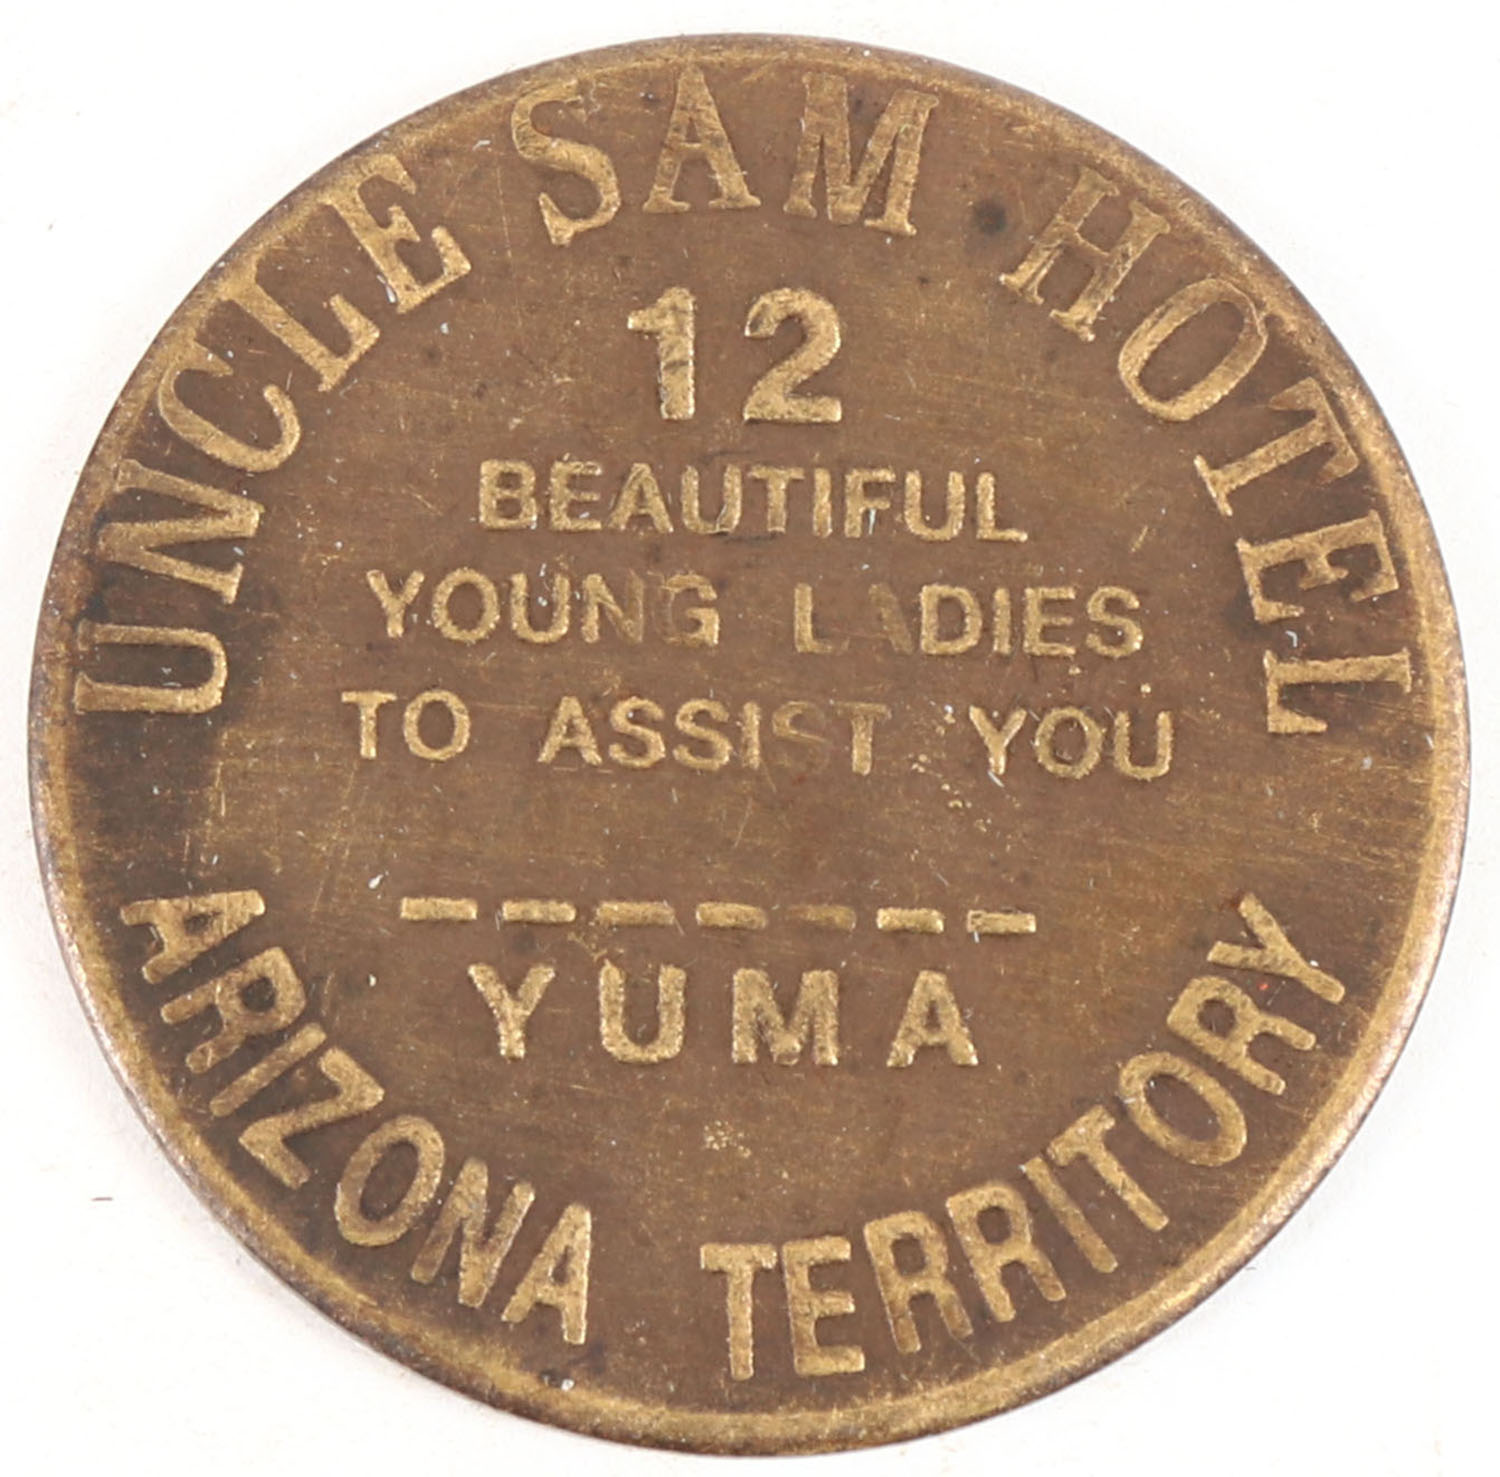 UNCLE SAM HOTEL
12
BEAUTIFUL
YOUNG LADIES
TO ASSIST YOU
-------
YUMA
ARIZONA TERRITORY